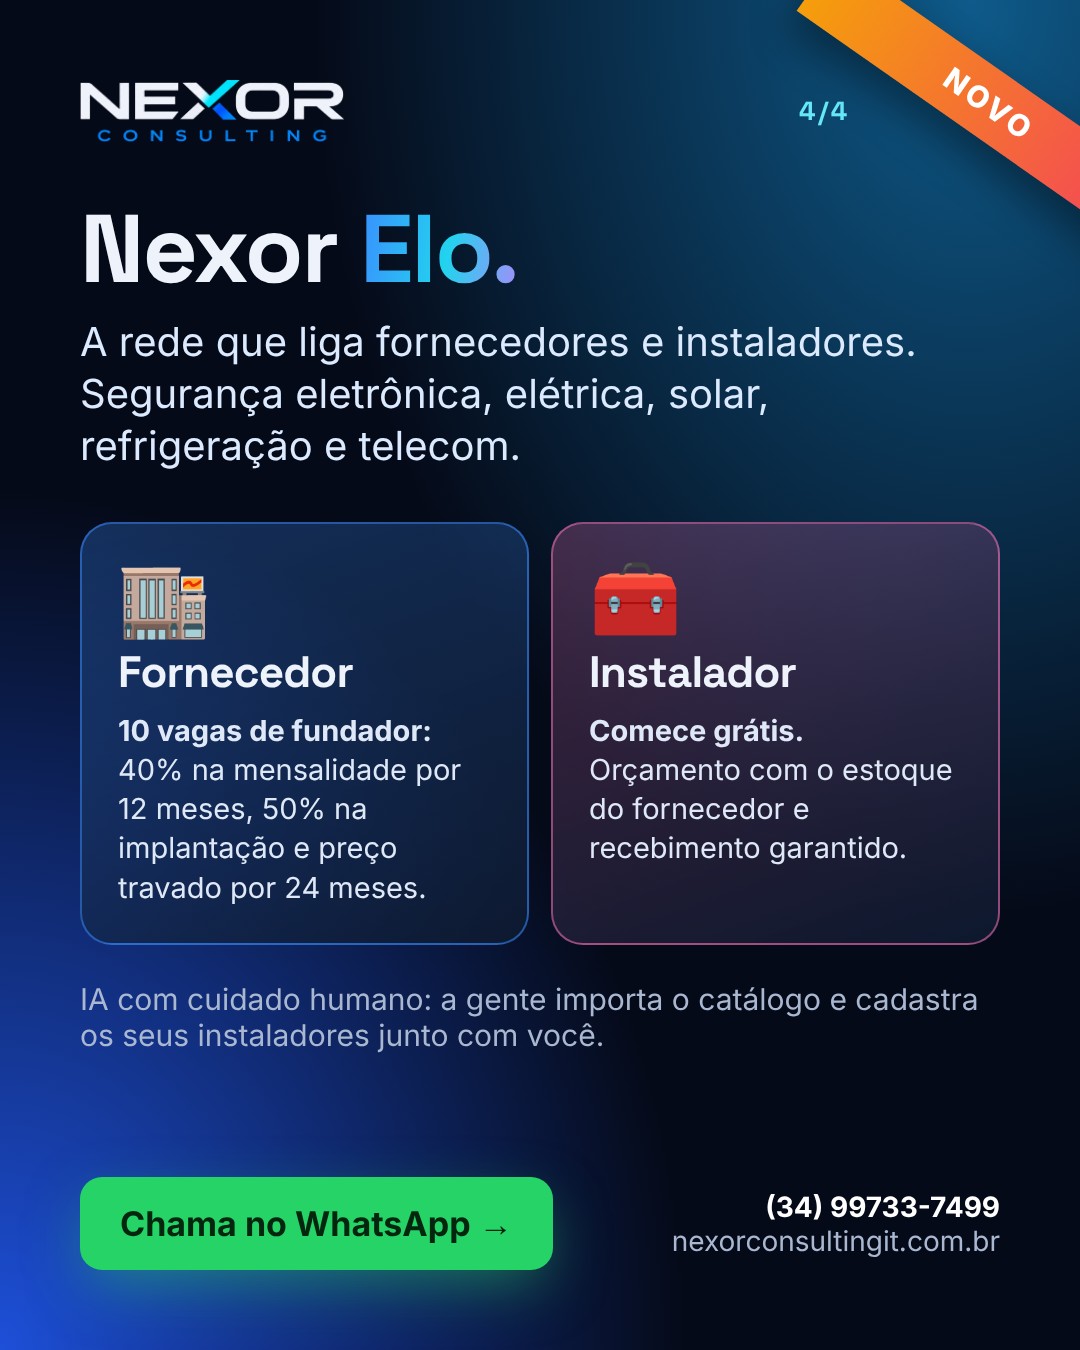 NEXOR
CONSULTING
4/4
NOVO
Nexor Elo.
A rede que liga fornecedores e instaladores.
Segurança eletrônica, elétrica, solar,
refrigeração e telecom.
Fornecedor
10 vagas de fundador:
40% na mensalidade por
12 meses, 50% na
implantação e preço
travado por 24 meses.
Instalador
Comece grátis.
Orçamento com o estoque
do fornecedor e
recebimento garantido.
IA com cuidado humano: a gente importa o catálogo e cadastra
os seus instaladores junto com você.
Chama no WhatsApp →
(34) 99733-7499
nexorconsultingit.com.br